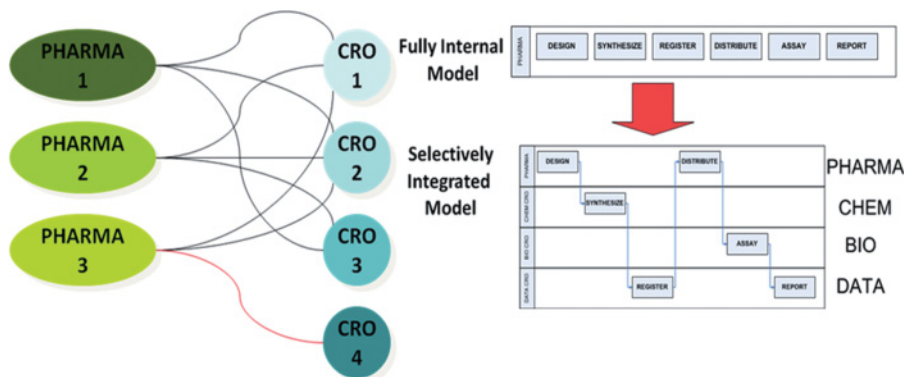 PHARMA
1
PHARMA
2
PHARMA
3
CRO
1
CRO
2
CRO
3
CRO
4
Fully Internal
Model
Selectively
Integrated
Model
PHARMA
DESIGN
SYNTHESIZE
REGISTER
DISTRIBUTE
ASSAY
REPORT
PHARMA
DESIGN
DISTRIBUTE
PHARMA
CHEM CRO
SYNTHESIZE
CHEM
BIO CRO
ASSAY
BIO
DATA CRO
REGISTER
REPORT
DATA